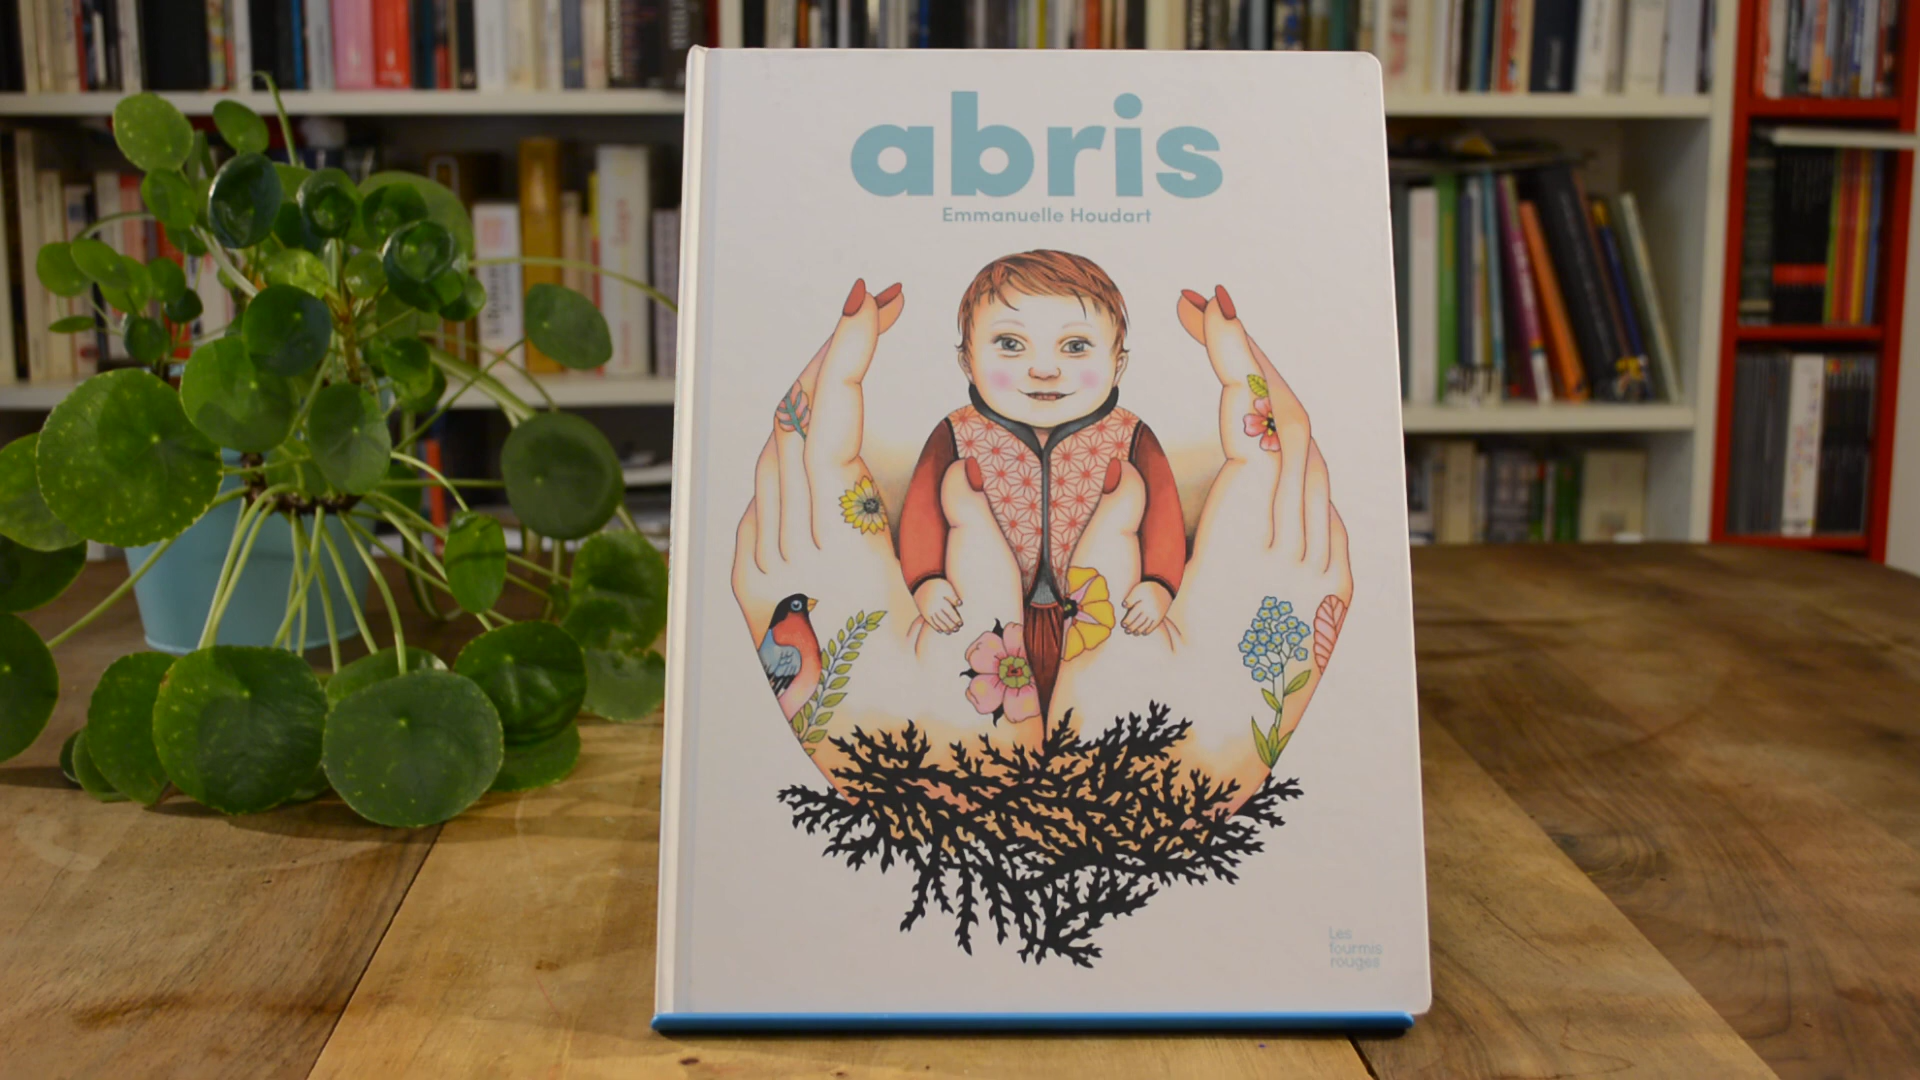 abris
Emmanuelle Houdart
Les
fourmis
rouges